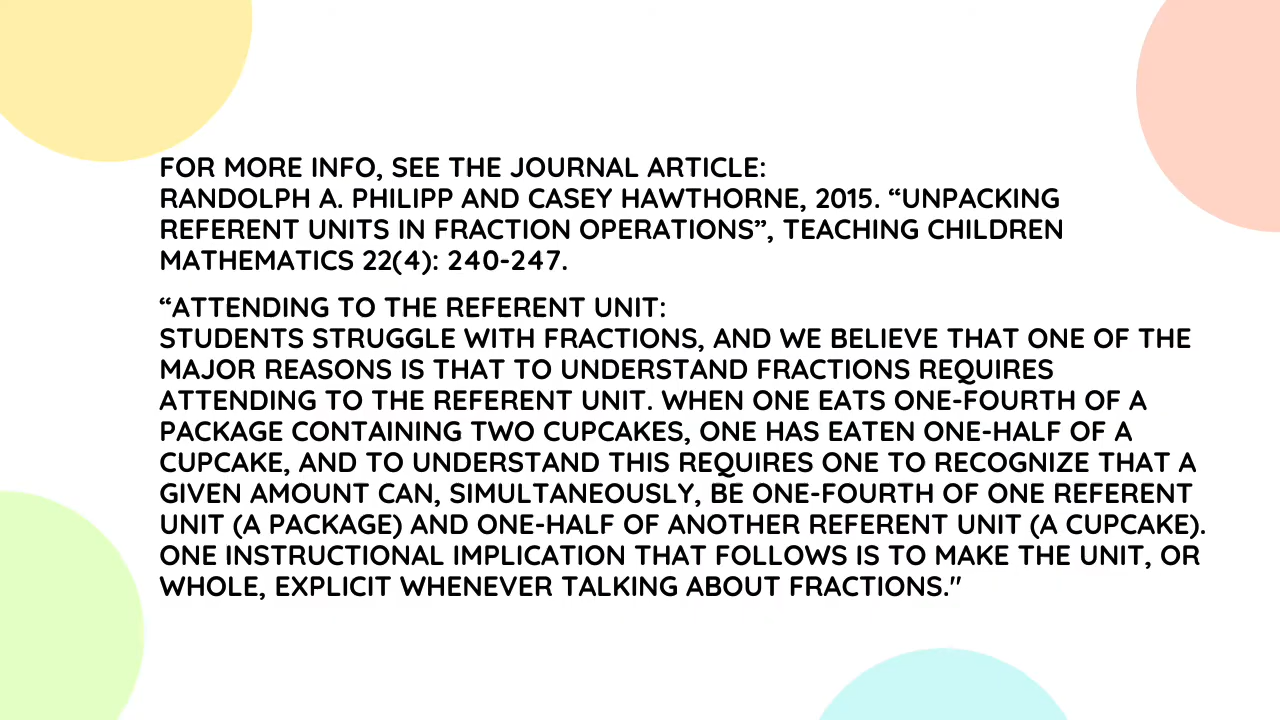 FOR MORE INFO, SEE THE JOURNAL ARTICLE:
RANDOLPH A. PHILIPP AND CASEY HAWTHORNE, 2015. “UNPACKING
REFERENT UNITS IN FRACTION OPERATIONS”, TEACHING CHILDREN
MATHEMATICS 22(4): 240-247.
“ATTENDING TO THE REFERENT UNIT:
STUDENTS STRUGGLE WITH FRACTIONS, AND WE BELIEVE THAT ONE OF THE
MAJOR REASONS IS THAT TO UNDERSTAND FRACTIONS REQUIRES
ATTENDING TO THE REFERENT UNIT. WHEN ONE EATS ONE-FOURTH OF A
PACKAGE CONTAINING TWO CUPCAKES, ONE HAS EATEN ONE-HALF OF A
CUPCAKE, AND TO UNDERSTAND THIS REQUIRES ONE TO RECOGNIZE THAT A
GIVEN AMOUNT CAN, SIMULTANEOUSLY, BE ONE-FOURTH OF ONE REFERENT
UNIT (A PACKAGE) AND ONE-HALF OF ANOTHER REFERENT UNIT (A CUPCAKE).
ONE INSTRUCTIONAL IMPLICATION THAT FOLLOWS IS TO MAKE THE UNIT, OR
WHOLE, EXPLICIT WHENEVER TALKING ABOUT FRACTIONS."